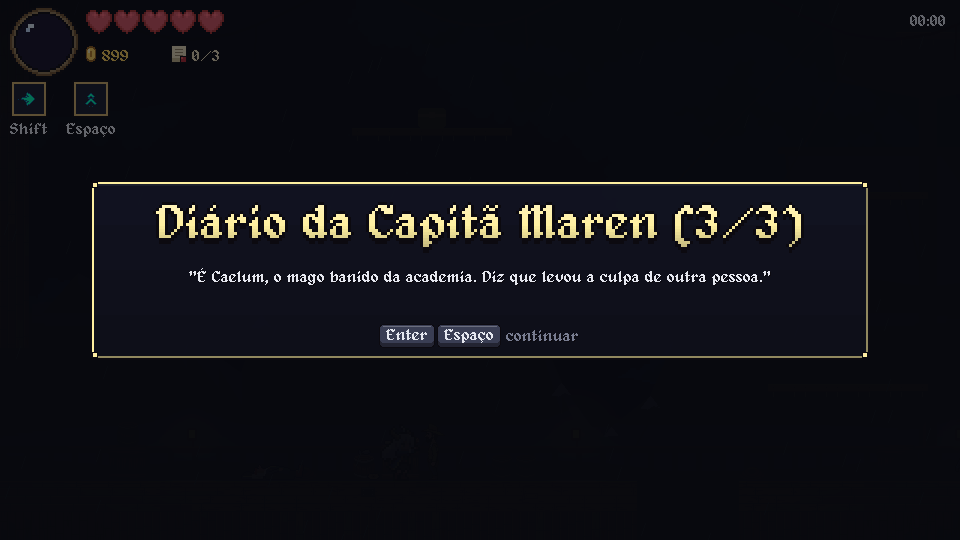 899
0/3
00:00
Shift
Espaço
Diário da Capitã Maren (3/3)
"É Caelum, o mago banido da academia. Diz que levou a culpa de outra pessoa."
Enter Espaço continuar